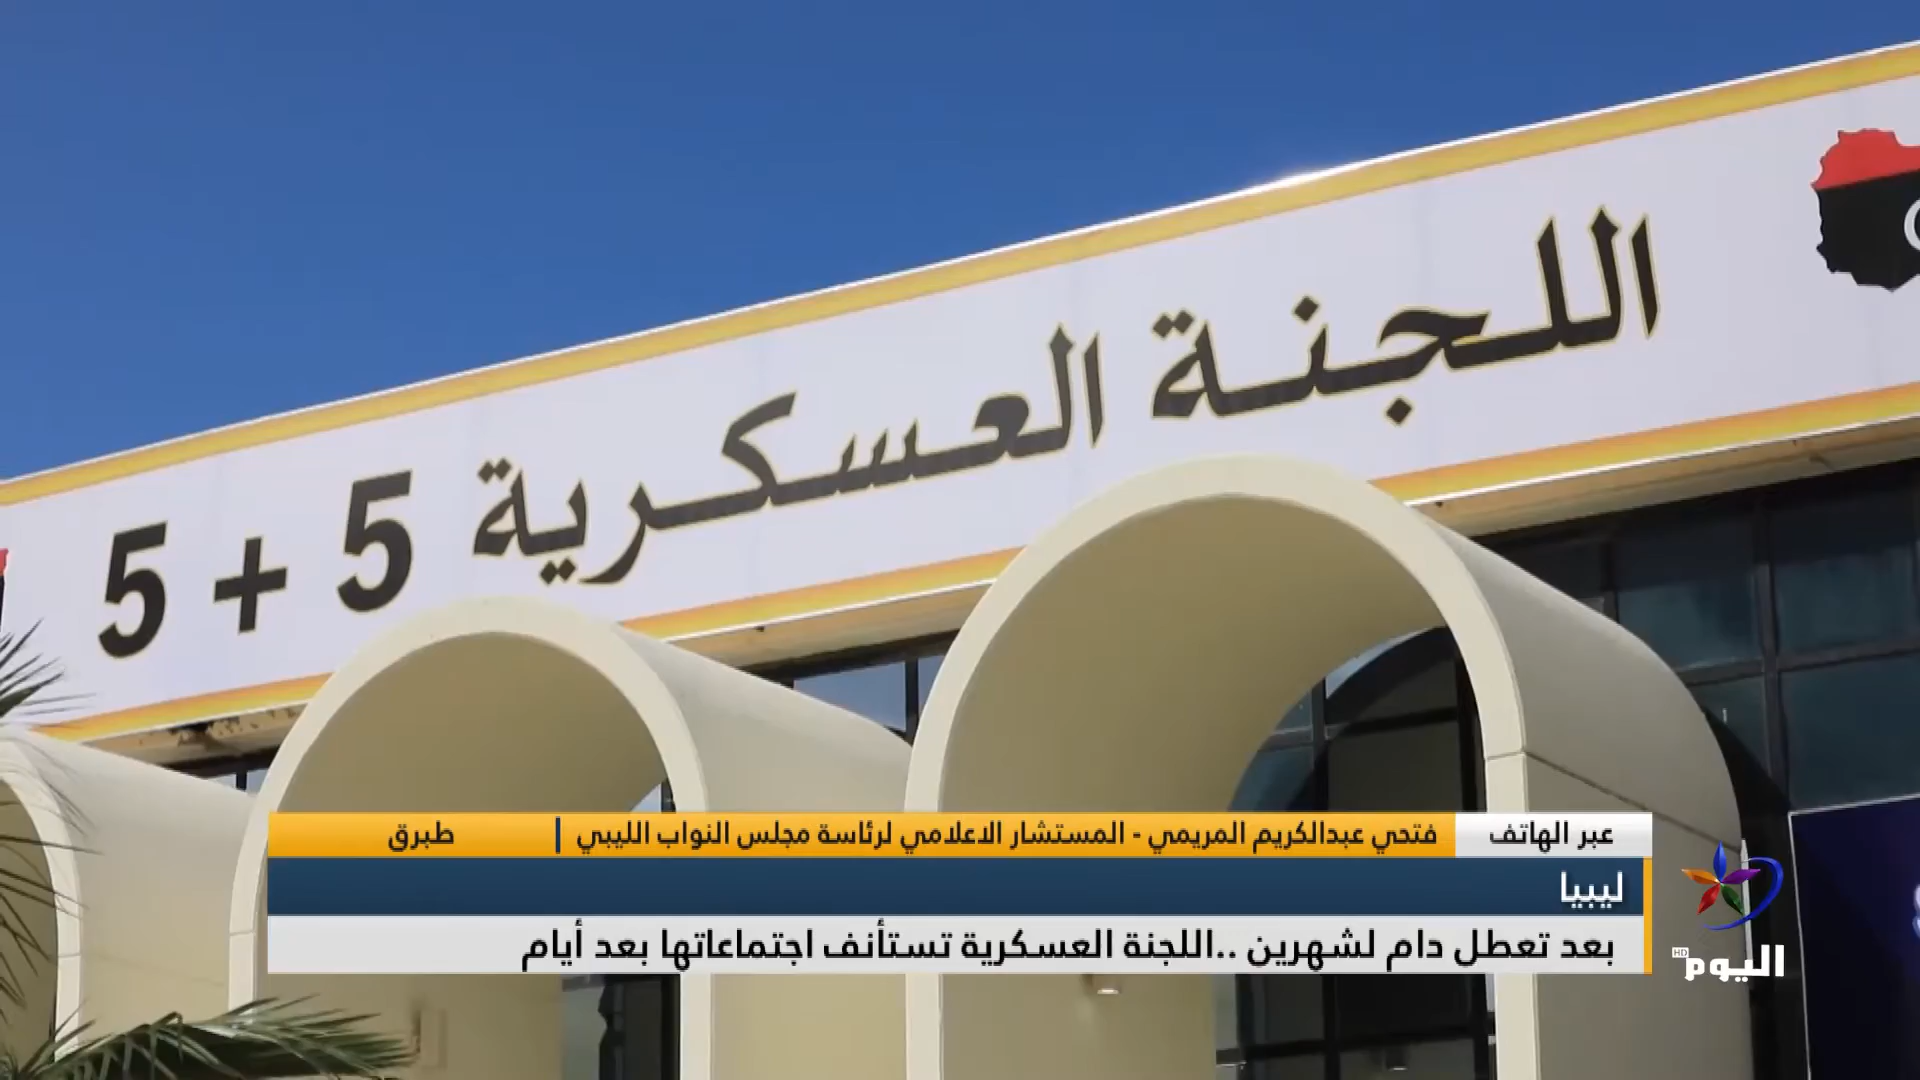 اللجنة العسكرية 5 + 5
عبر الهاتف
فتحي عبدالكريم المريمي - المستشار الاعلامي لرئاسة مجلس النواب الليبي | طبرق
ليبيا
بعد تعطل دام لشهرين ..اللجنة العسكرية تستأنف اجتماعاتها بعد أيام
اليوم HD